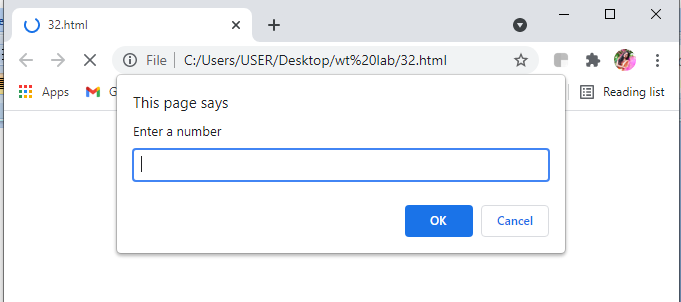 32.html
File | C:/Users/USER/Desktop/wt%20lab/32.html
Apps
G
Reading list
This page says
Enter a number
OK
Cancel